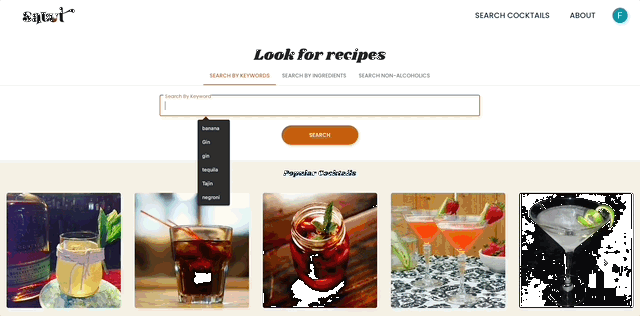 SEARCH COCKTAILS
ABOUT
F
Look for recipes
SEARCH BY KEYWORDS
SEARCH BY INGREDIENTS
SEARCH NON-ALCOHOLICS
Search By Keyword
banana
Gin
gin
tequila
Tajin
negroni
SEARCH
Popular Cocktails